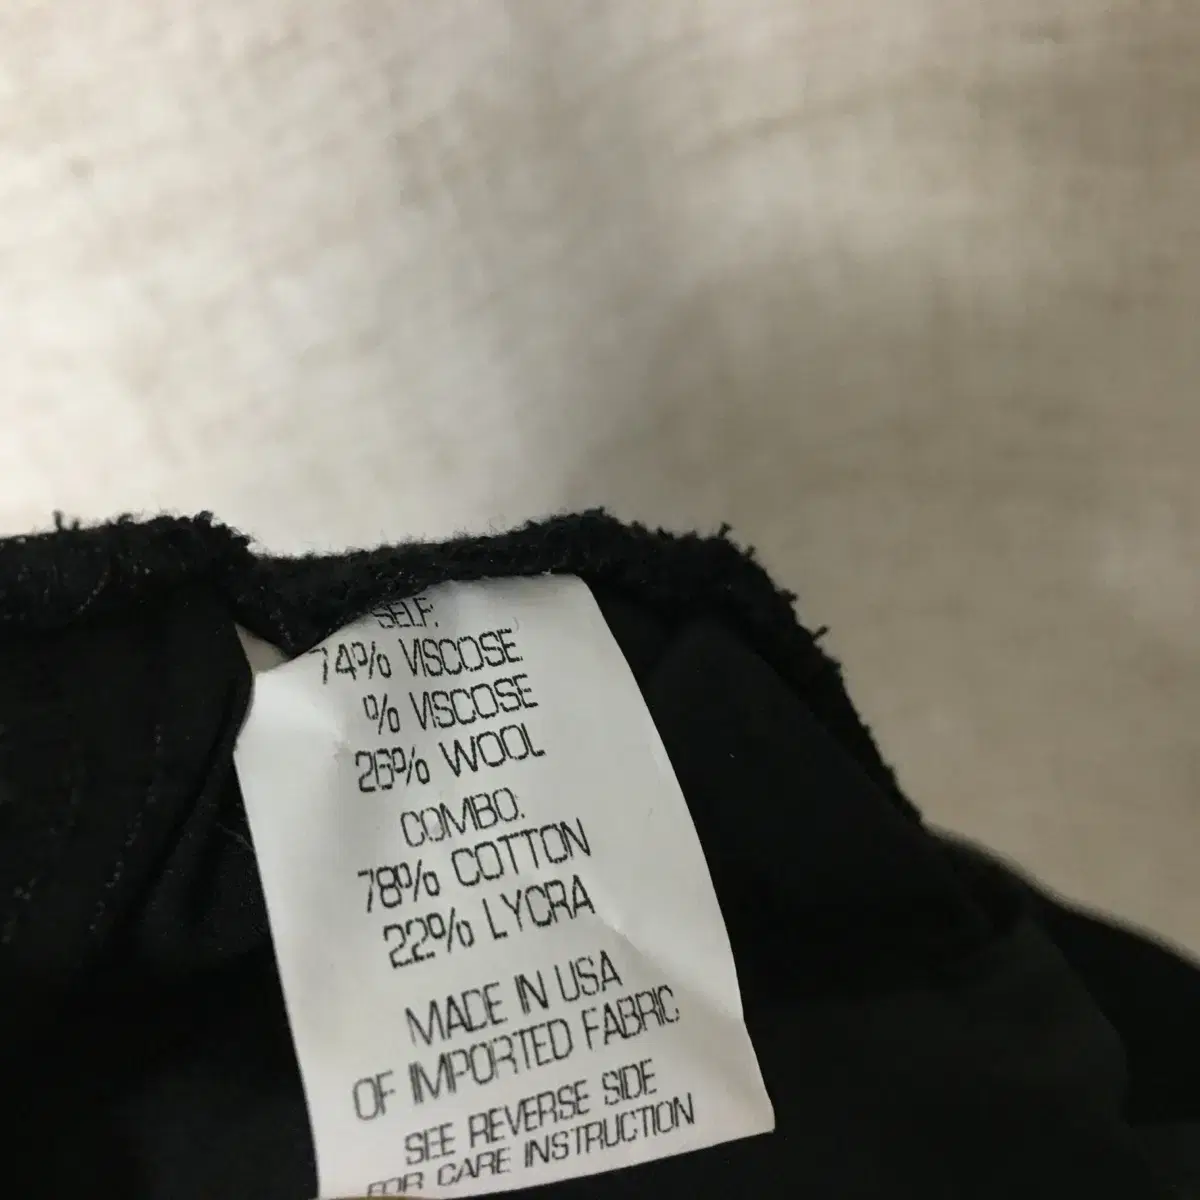 SELF:
74% VISCOSE
% VISCOSE
26% WOOL
COMBO.
78% COTTON
22% LYCRA
MADE IN USA
OF IMPORTED FABRIC
SEE REVERSE SIDE
FOR CARE INSTRUCTION